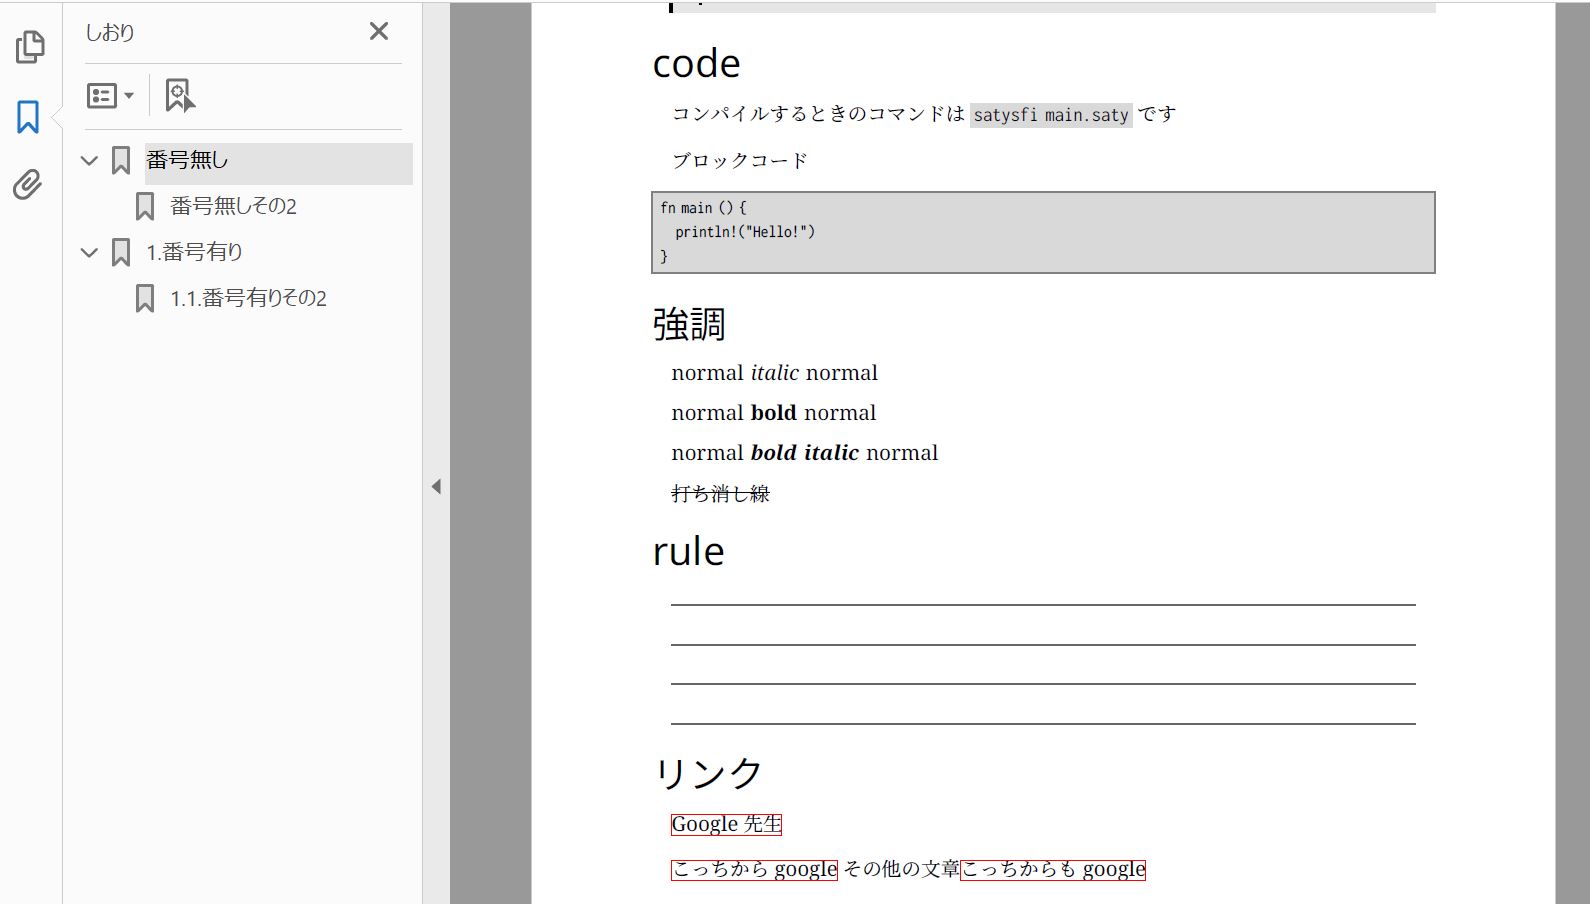 しおり
番号無し
番号無しその2
1.番号有り
1.1.番号有りその2
code
コンパイルするときのコマンドは satysfi main.saty です
ブロックコード
fn main () {
println!("Hello!")
}
強調
normal italic normal
normal bold normal
normal bold italic normal
打ち消し線
rule
リンク
Google 先生
こっちから google その他の文章こっちからも google